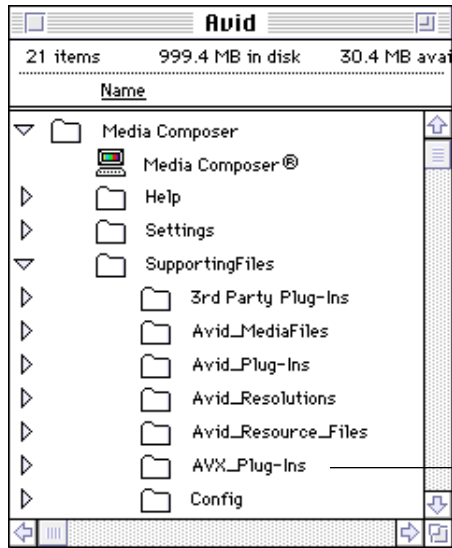 Avid
21 items 999.4 MB in disk 30.4 MB avai
Name
Media Composer
Media Composer®
Help
Settings
SupportingFiles
3rd Party Plug-Ins
Avid_MediaFiles
Avid_Plug-Ins
Avid_Resolutions
Avid_Resource_Files
AVX_Plug-Ins
Config